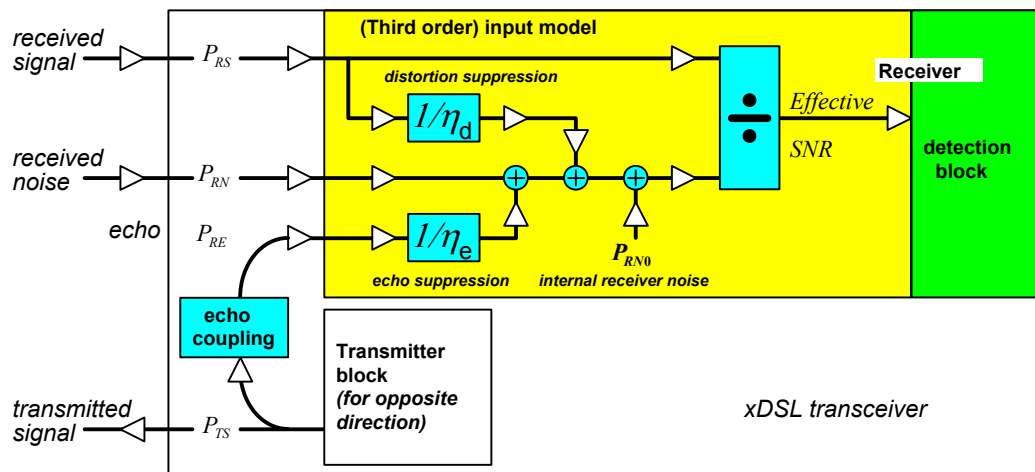 (Third order) input model
received
signal
P_RS
distortion suppression
Receiver
1/η_d
Effective
SNR
detection
block
received
noise
P_RN
+ + +
echo
P_RE
1/η_e
P_RN0
echo suppression
internal receiver noise
echo
coupling
Transmitter
block
(for opposite
direction)
transmitted
signal
P_TS
xDSL transceiver